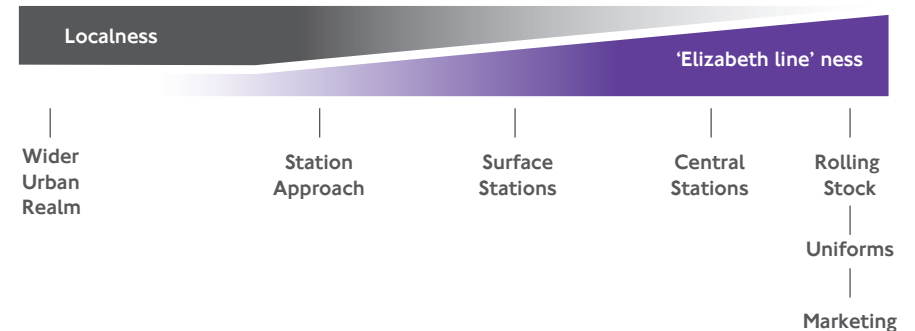 Localness
'Elizabeth line' ness
Wider
Urban
Realm
Station
Approach
Surface
Stations
Central
Stations
Rolling
Stock
Uniforms
Marketing